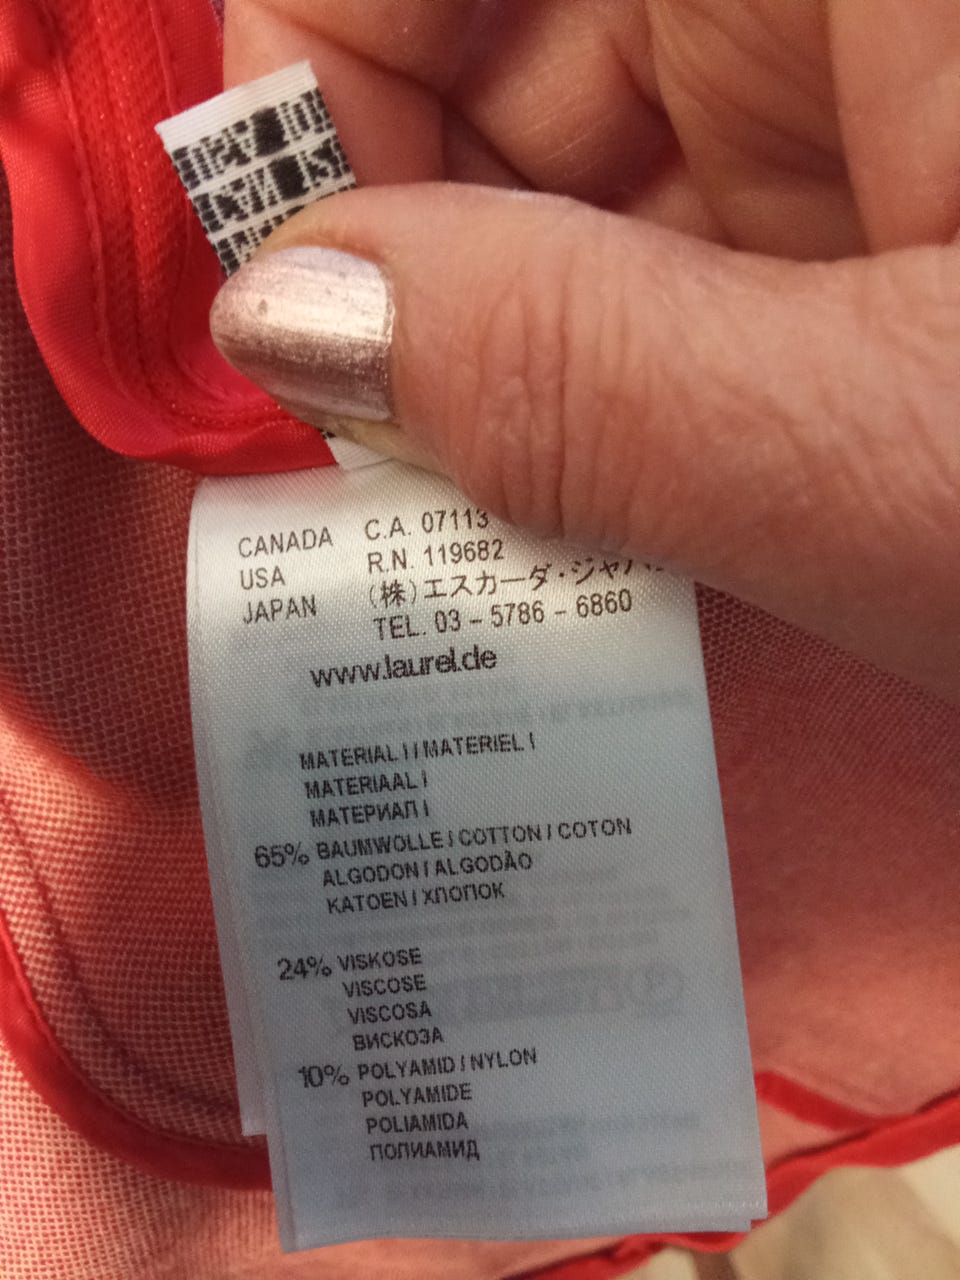 CANADA C.A. 07113
USA R.N. 119682
JAPAN (株)エスカーダ・ジャパ
TEL. 03 - 5786 - 6860
www.laurel.de
MATERIAL I / MATERIEL I
MATERIAAL I
МАТЕРИАЛ I
65% BAUMWOLLE / COTTON / COTON
ALGODON / ALGODÃO
KATOEN / ХЛОПОК
24% VISKOSE
VISCOSE
VISCOSA
ВИСКОЗА
10% POLYAMID / NYLON
POLYAMIDE
POLIAMIDA
ПОЛИАМИД